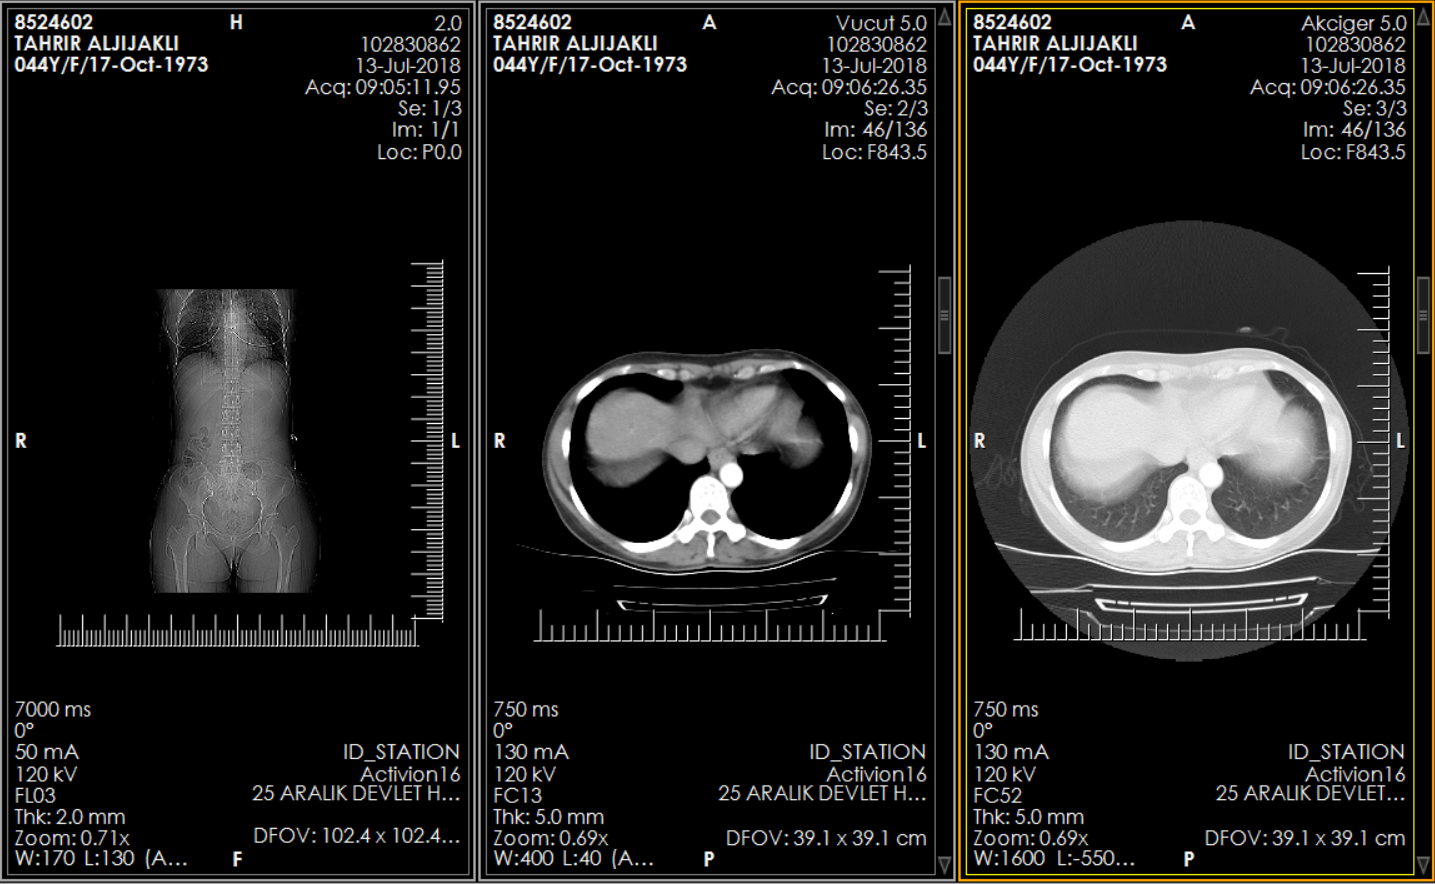 8524602 H 2.0
TAHRIR ALJIJAKLI 102830862
044Y/F/17-Oct-1973 13-Jul-2018
Acq: 09:05:11.95
Se: 1/3
Im: 1/1
Loc: P0.0
R L
7000 ms
0°
50 mA ID_STATION
120 kV Activion16
FL03 25 ARALIK DEVLET H...
Thk: 2.0 mm
Zoom: 0.71x DFOV: 102.4 x 102.4...
W:170 L:130 (A... F
8524602 A Vucut 5.0
TAHRIR ALJIJAKLI 102830862
044Y/F/17-Oct-1973 13-Jul-2018
Acq: 09:06:26.35
Se: 2/3
Im: 46/136
Loc: F843.5
R L
750 ms
0°
130 mA ID_STATION
120 kV Activion16
FC13 25 ARALIK DEVLET H...
Thk: 5.0 mm
Zoom: 0.69x DFOV: 39.1 x 39.1 cm
W:400 L:40 (A... P
8524602 A Akciger 5.0
TAHRIR ALJIJAKLI 102830862
044Y/F/17-Oct-1973 13-Jul-2018
Acq: 09:06:26.35
Se: 3/3
Im: 46/136
Loc: F843.5
R L
750 ms
0°
130 mA ID_STATION
120 kV Activion16
FC52 25 ARALIK DEVLET...
Thk: 5.0 mm
Zoom: 0.69x DFOV: 39.1 x 39.1 cm
W:1600 L:-550... P